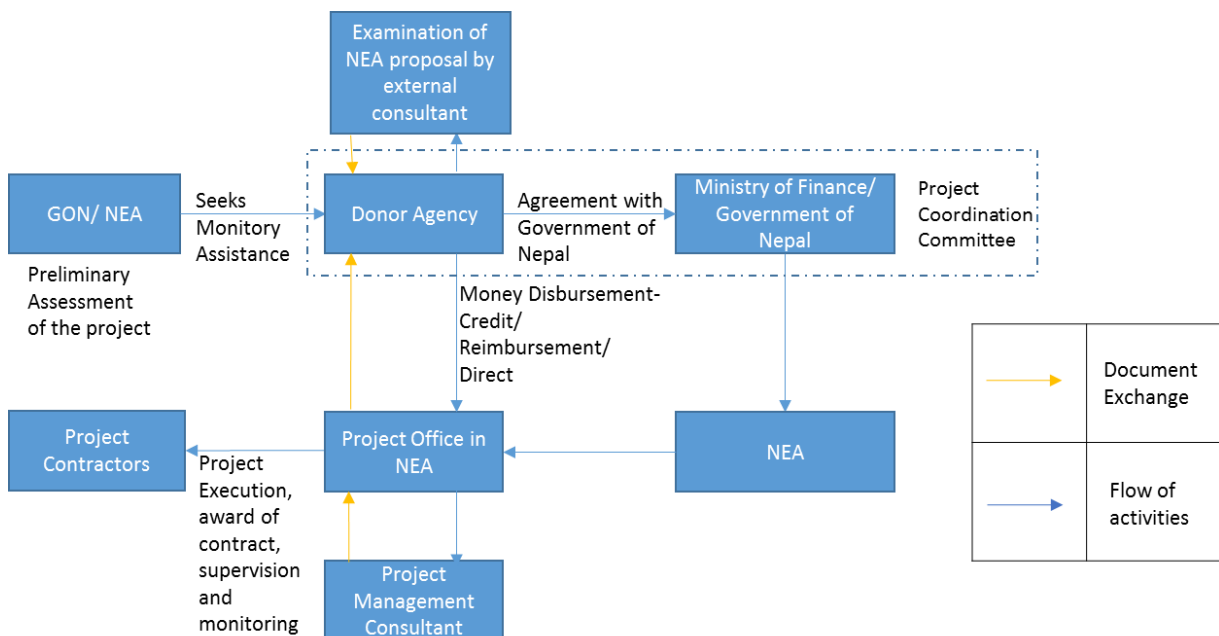 Examination of
NEA proposal by
external
consultant
GON/ NEA
Seeks
Monitory
Assistance
Donor Agency
Agreement with
Government of
Nepal
Ministry of Finance/
Government of
Nepal
Project
Coordination
Committee
Preliminary
Assessment
of the project
Money Disbursement-
Credit/
Reimbursement/
Direct
Document
Exchange
Flow of
activities
Project
Contractors
Project
Execution,
award of
contract,
supervision
and
monitoring
Project Office in
NEA
NEA
Project
Management
Consultant